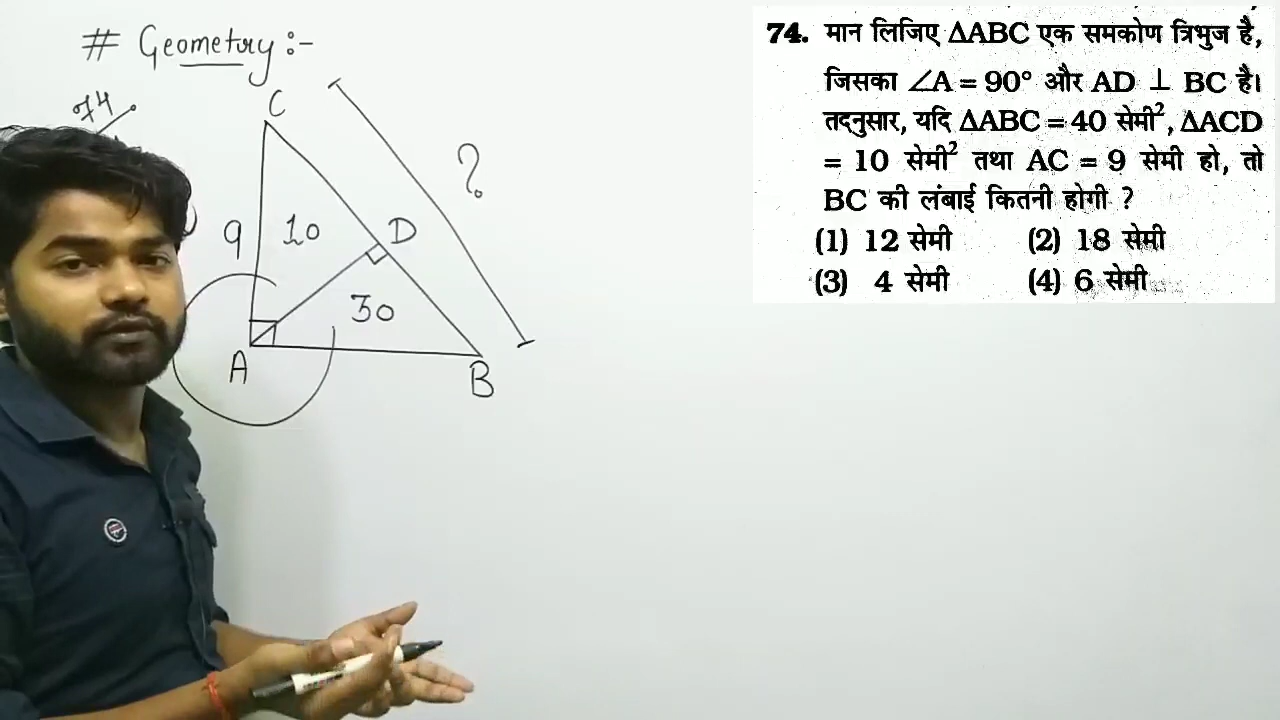 # Geometry :-
74
C
?
9
10
D
30
A
B
74. मान लिजिए ΔABC एक समकोण त्रिभुज है,
जिसका ∠A = 90° और AD ⊥ BC है।
तद्नुसार, यदि ΔABC = 40 सेमी², ΔACD
= 10 सेमी² तथा AC = 9 सेमी हो, तो
BC की लंबाई कितनी होगी ?
(1) 12 सेमी (2) 18 सेमी
(3) 4 सेमी (4) 6 सेमी